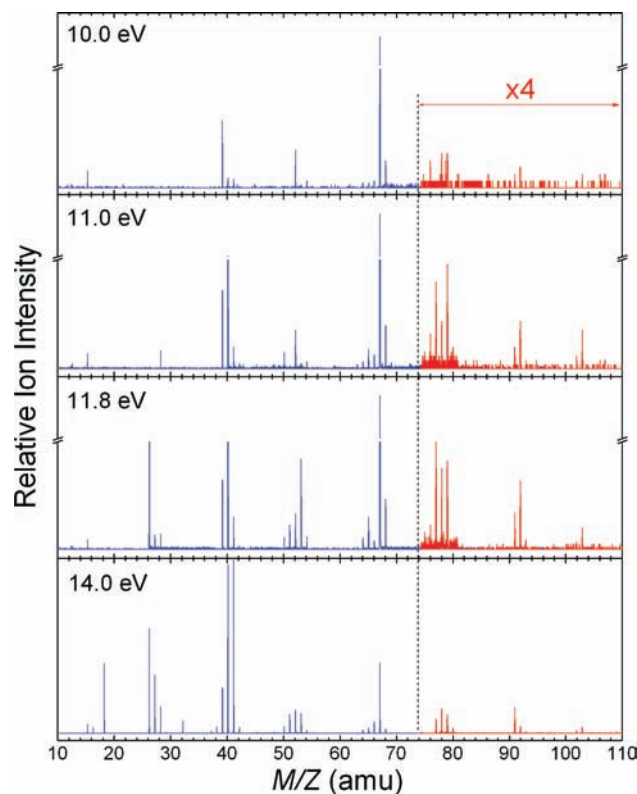 10.0 eV
x4
11.0 eV
11.8 eV
14.0 eV
Relative Ion Intensity
10 20 30 40 50 60 70 80 90 100 110
M/Z (amu)